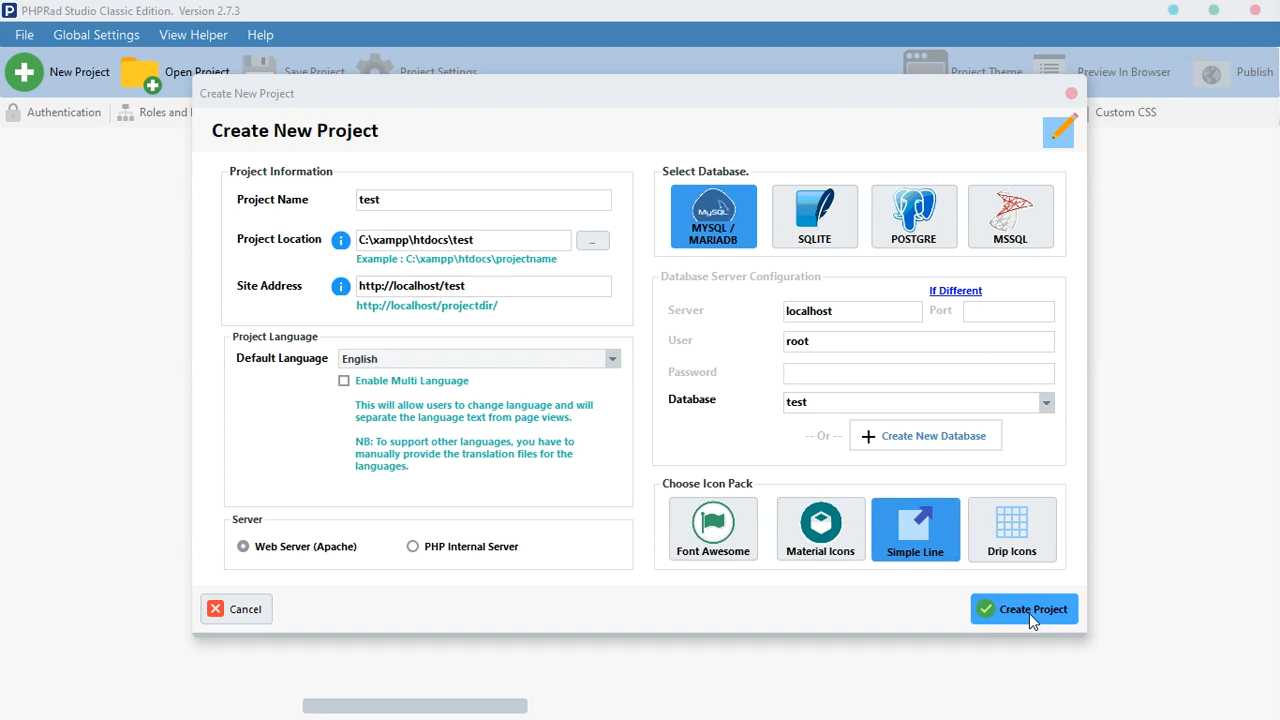 PHPRad Studio Classic Edition. Version 2.7.3
File Global Settings View Helper Help
New Project Open Project Save Project Project Settings Project Theme Preview In Browser Publish
Authentication Roles and Custom CSS
Create New Project
Create New Project
Project Information
Project Name test
Project Location C:\xampp\htdocs\test ...
Example : C:\xampp\htdocs\projectname
Site Address http://localhost/test
http://localhost/projectdir/
Project Language
Default Language English
Enable Multi Language
This will allow users to change language and will
separate the language text from page views.
NB: To support other languages, you have to
manually provide the translation files for the
languages.
Server
Web Server (Apache) PHP Internal Server
Select Database.
MySQL
MYSQL /
MARIADB
SQLITE
POSTGRE
MSSQL
Database Server Configuration
If Different
Server localhost Port
User root
Password
Database test
-- Or -- Create New Database
Choose Icon Pack
Font Awesome Material Icons Simple Line Drip Icons
Cancel Create Project